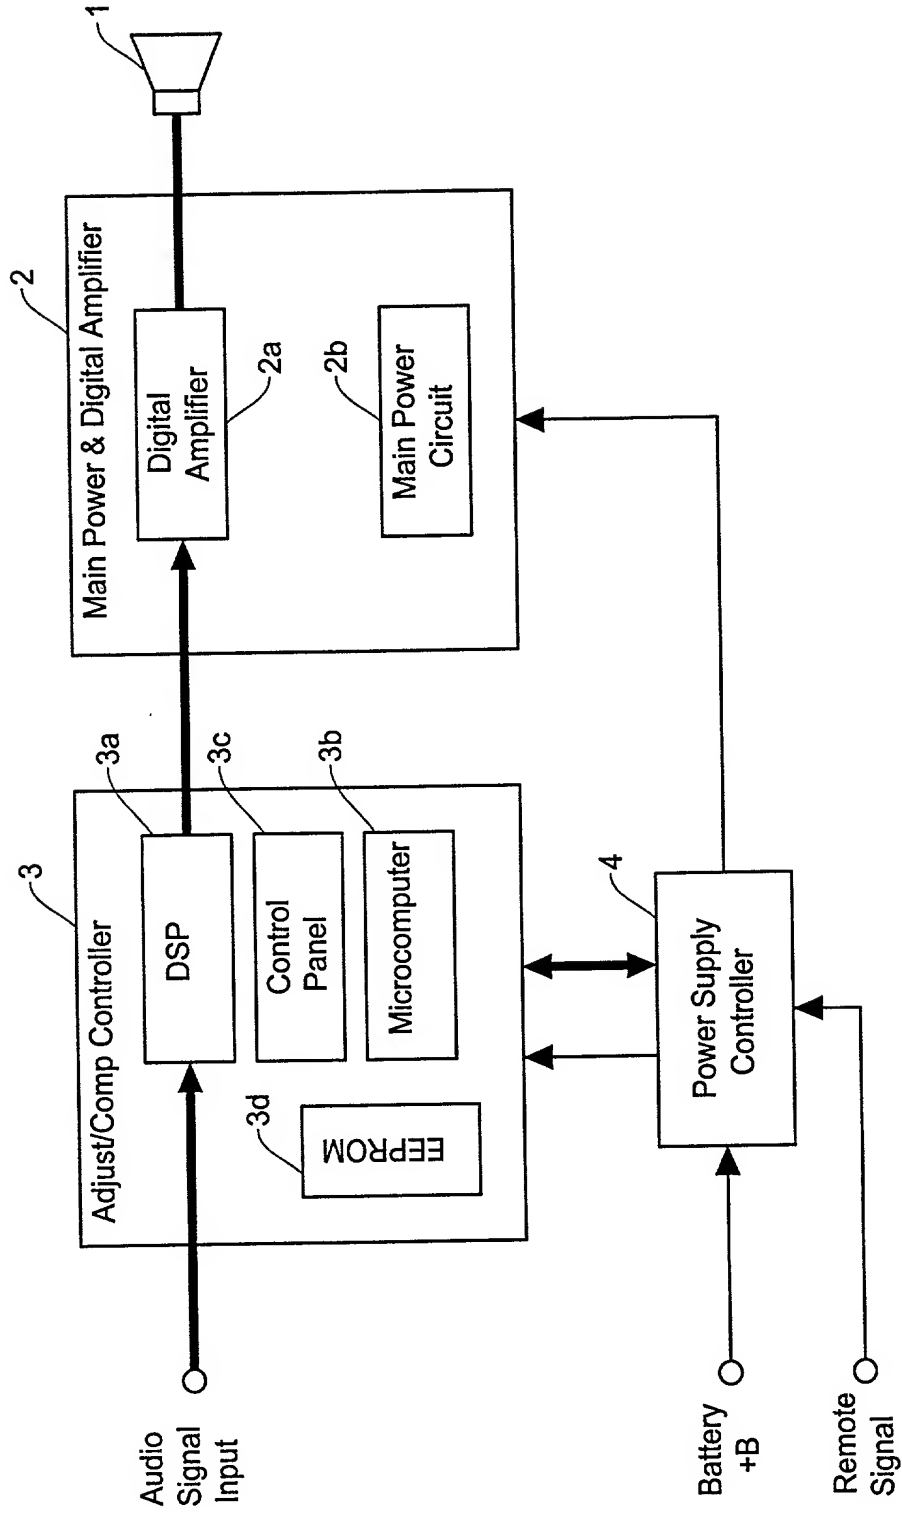 1
2
Main Power & Digital Amplifier
Digital
Amplifier
2a
2b
Main Power
Circuit
3
Adjust/Comp Controller
3a
DSP
3c
Control
Panel
3b
Microcomputer
3d
EEPROM
4
Power Supply
Controller
Audio
Signal
Input
Battery
+B
Remote
Signal